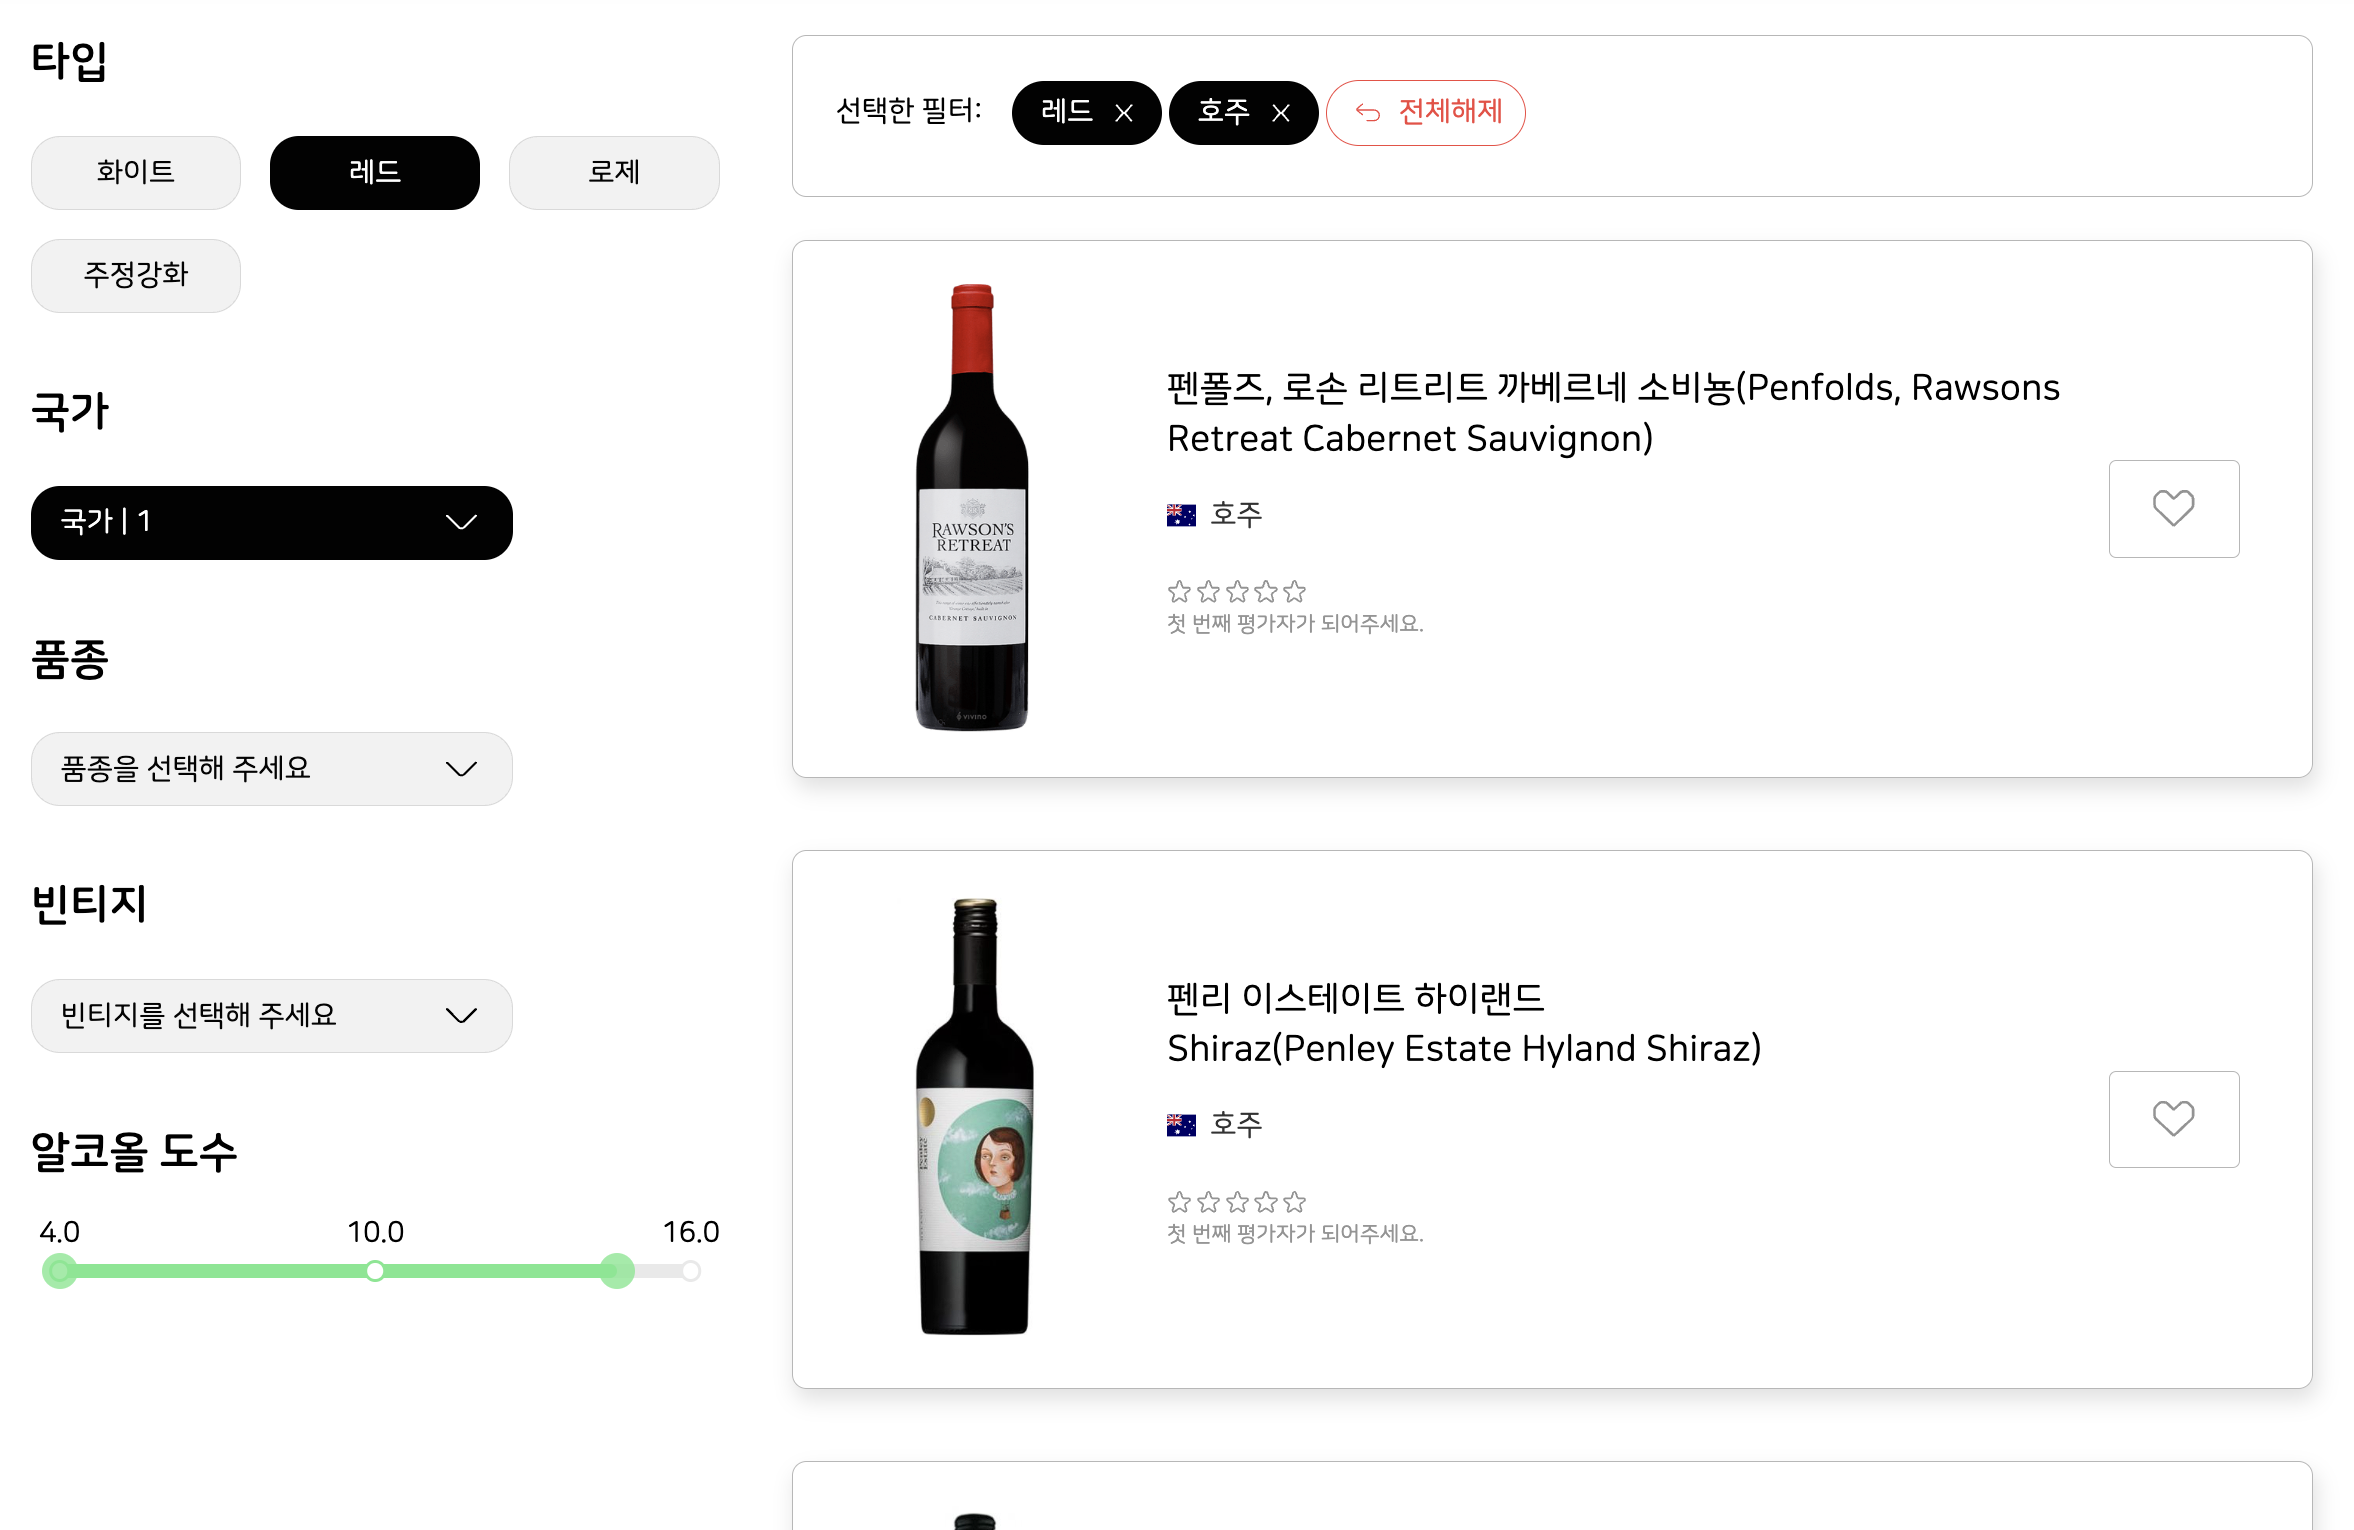 타입
화이트
레드
로제
주정강화
국가
국가 | 1
품종
품종을 선택해 주세요
빈티지
빈티지를 선택해 주세요
알코올 도수
4.0
10.0
16.0
선택한 필터:
레드
호주
전체해제
RAWSON'S
RETREAT
CABERNET SAUVIGNON
VIVINO
펜폴즈, 로손 리트리트 까베르네 소비뇽(Penfolds, Rawsons
Retreat Cabernet Sauvignon)
호주
첫 번째 평가자가 되어주세요.
Penley
Estate
펜리 이스테이트 하이랜드
Shiraz(Penley Estate Hyland Shiraz)
호주
첫 번째 평가자가 되어주세요.